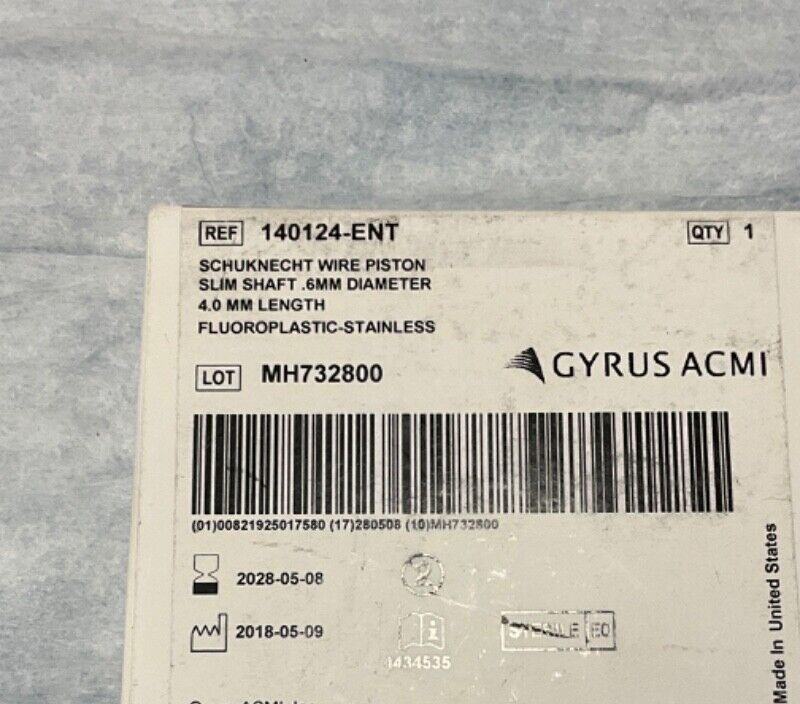 REF 140124-ENT QTY 1
SCHUKNECHT WIRE PISTON
SLIM SHAFT .6MM DIAMETER
4.0 MM LENGTH
FLUOROPLASTIC-STAINLESS
LOT MH732800
GYRUS ACMI
(01)00821925017580 (17)280508 (10)MH732800
2028-05-08
2
2018-05-09
STERILE EO
Made In United States